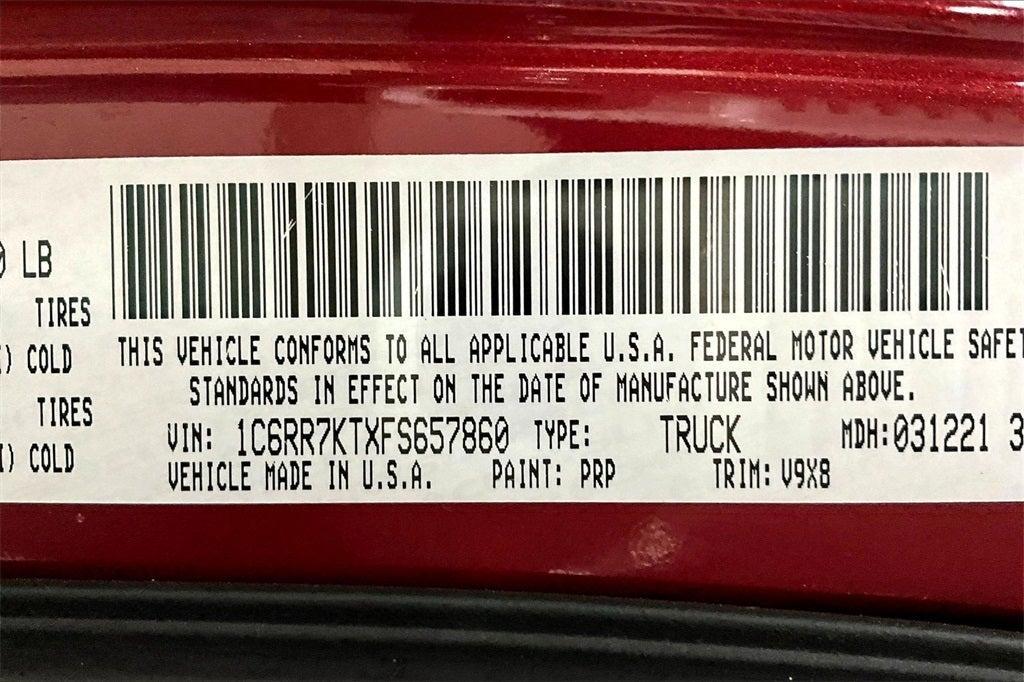 LB
TIRES
COLD
TIRES
COLD
THIS VEHICLE CONFORMS TO ALL APPLICABLE U.S.A. FEDERAL MOTOR VEHICLE
STANDARDS IN EFFECT ON THE DATE OF MANUFACTURE SHOWN ABOVE.
VIN: 1C6RR7KTXFS657860 TYPE: TRUCK MDH:031221 3
VEHICLE MADE IN U.S.A. PAINT: PRP TRIM: V9X8